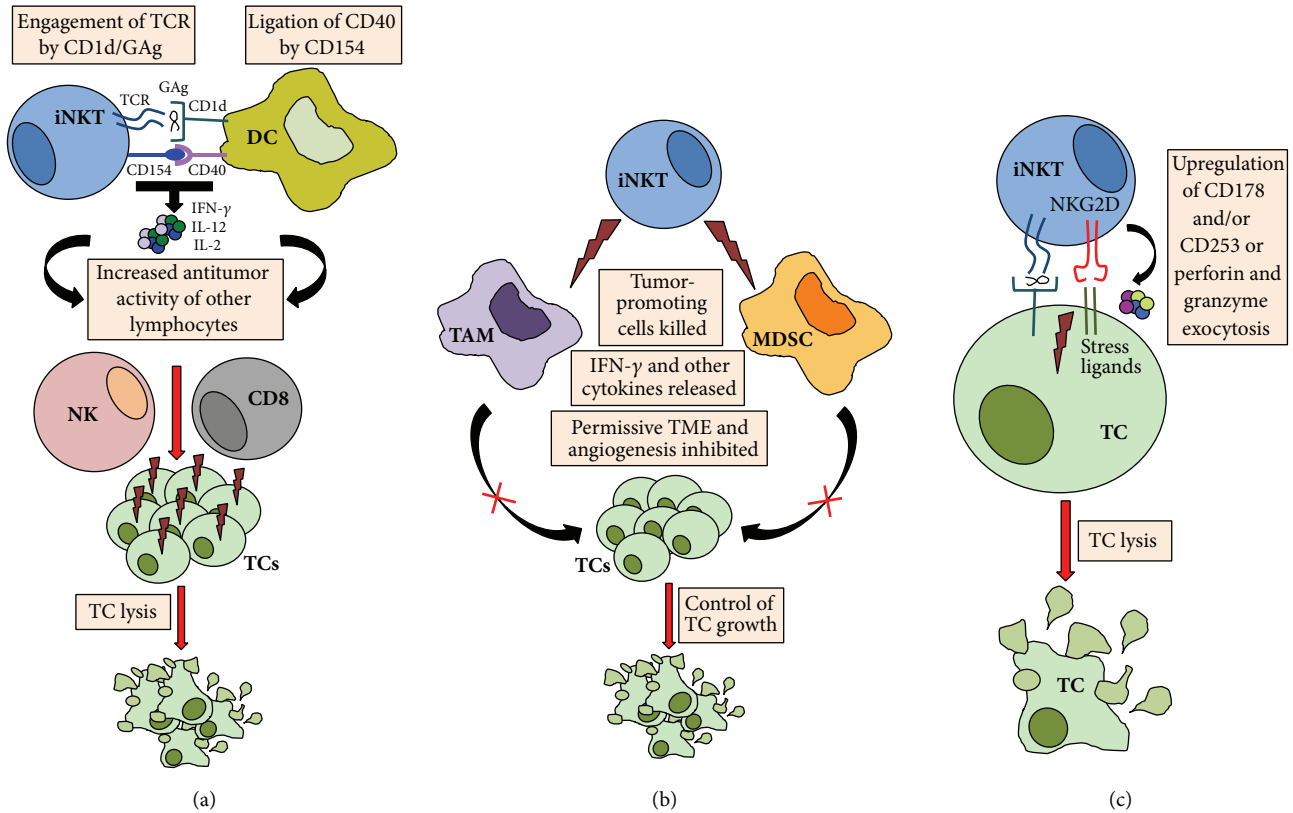 Engagement of TCR
by CD1d/GAg
Ligation of CD40
by CD154
iNKT
TCR
GAg
CD1d
DC
CD154
CD40
IFN-γ
IL-12
IL-2
Increased antitumor
activity of other
lymphocytes
NK
CD8
TCs
TC lysis
(a)
iNKT
TAM
Tumor-
promoting
cells killed
MDSC
IFN-γ and other
cytokines released
Permissive TME and
angiogenesis inhibited
TCs
Control of
TC growth
(b)
iNKT
NKG2D
Upregulation
of CD178
and/or
CD253 or
perforin and
granzyme
exocytosis
Stress
ligands
TC
TC lysis
TC
(c)